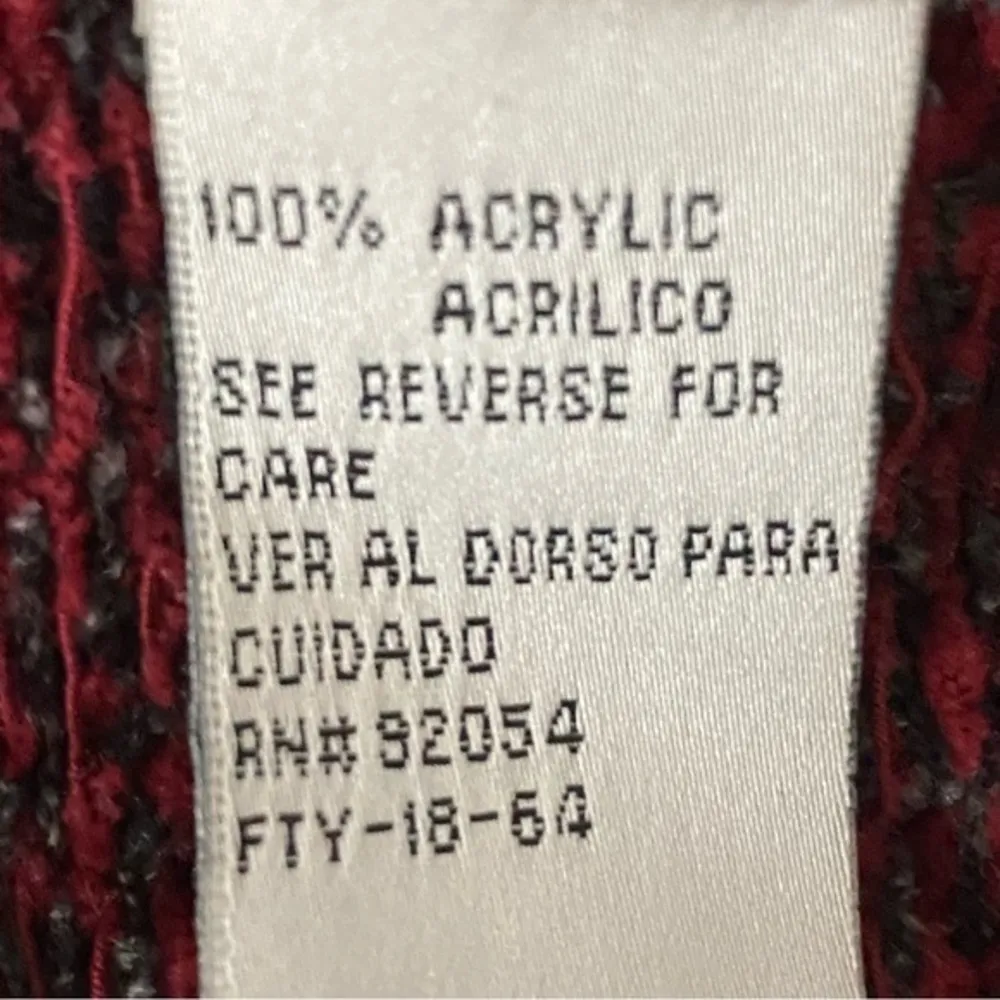 100% ACRYLIC
ACRILICO
SEE REVERSE FOR
CARE
VER AL DORSO PARA
CUIDADO
RN# 92054
FTY-18-64